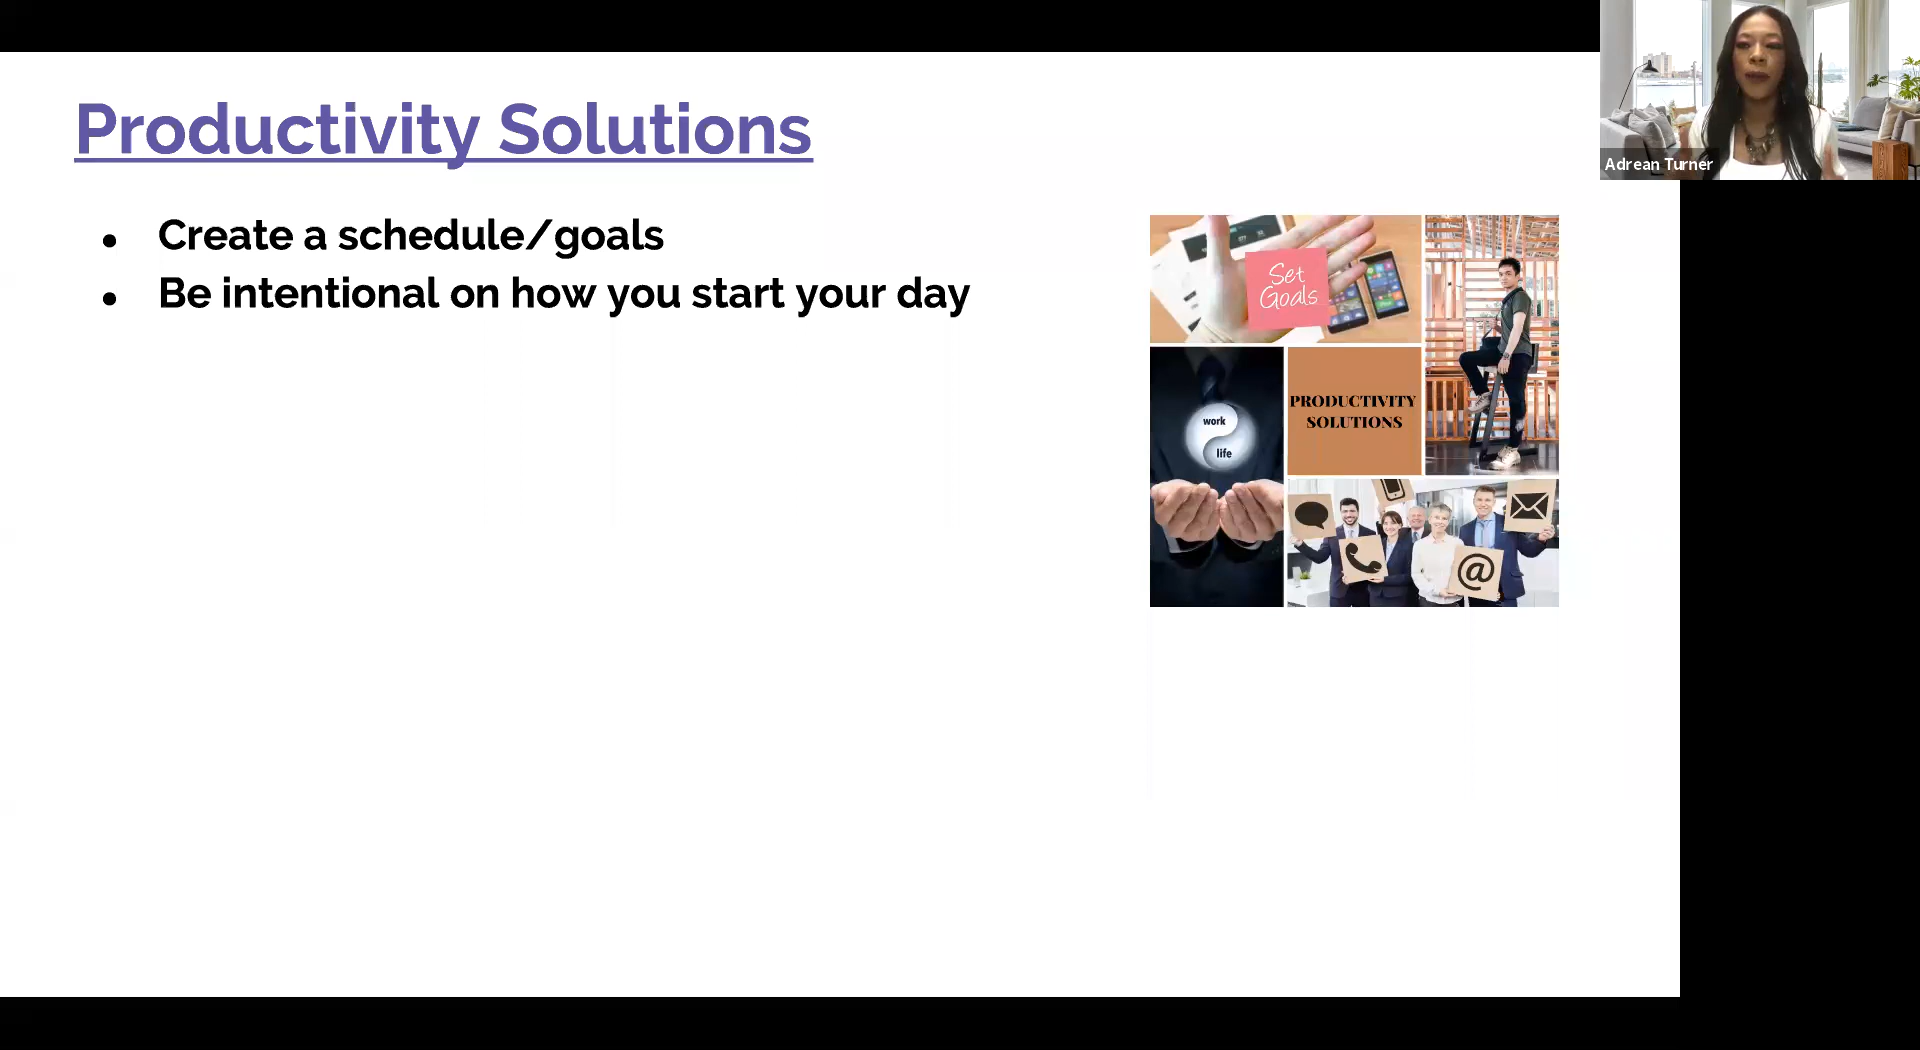 Productivity Solutions
Adrean Turner
● Create a schedule/goals
● Be intentional on how you start your day
Set
Goals
work
life
PRODUCTIVITY
SOLUTIONS
@